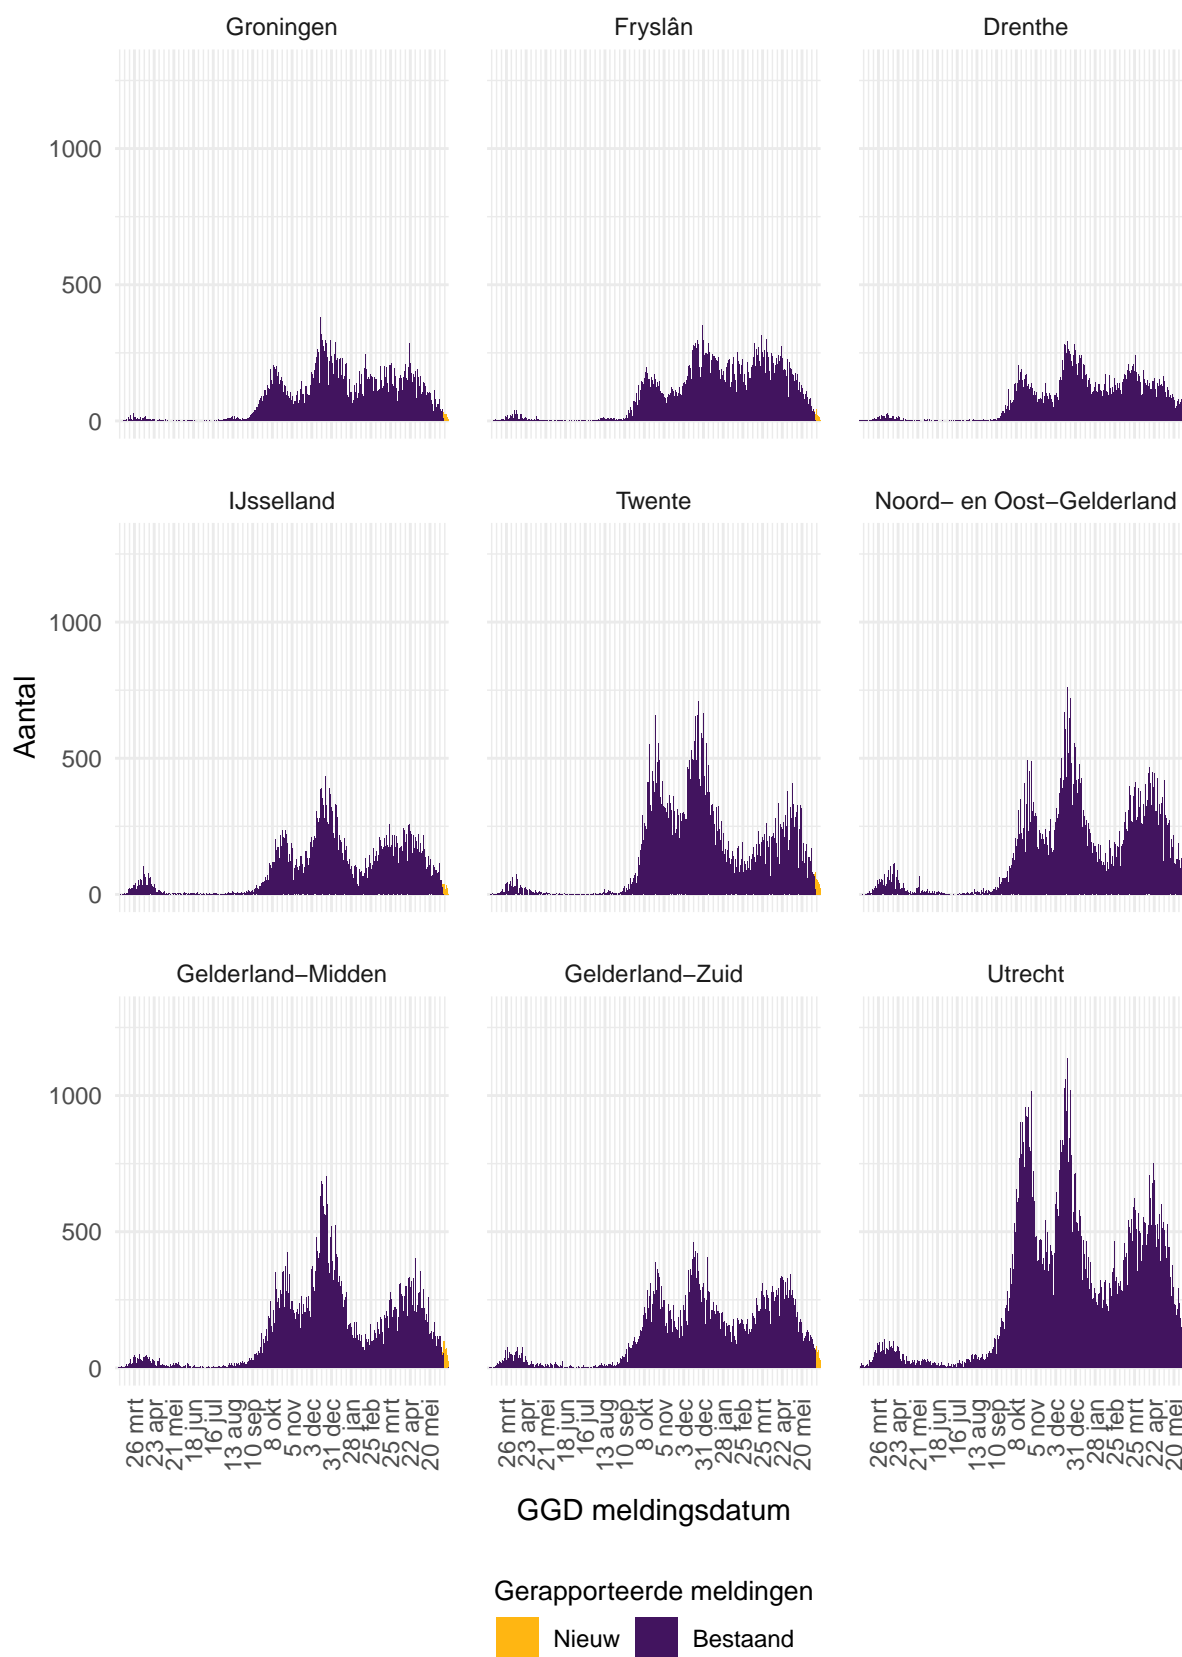 Groningen
Fryslân
Drenthe
1000
500
0
IJsselland
Twente
Noord− en Oost−Gelderland
1000
500
0
Aantal
Gelderland−Midden
Gelderland−Zuid
Utrecht
1000
500
0
26 mrt
23 apr
21 mei
18 jun
16 jul
13 aug
10 sep
8 okt
5 nov
3 dec
31 dec
28 jan
25 feb
25 mrt
22 apr
20 mei
26 mrt
23 apr
21 mei
18 jun
16 jul
13 aug
10 sep
8 okt
5 nov
3 dec
31 dec
28 jan
25 feb
25 mrt
22 apr
20 mei
26 mrt
23 apr
21 mei
18 jun
16 jul
13 aug
10 sep
8 okt
5 nov
3 dec
31 dec
28 jan
25 feb
25 mrt
22 apr
20 mei
GGD meldingsdatum
Gerapporteerde meldingen
Nieuw
Bestaand